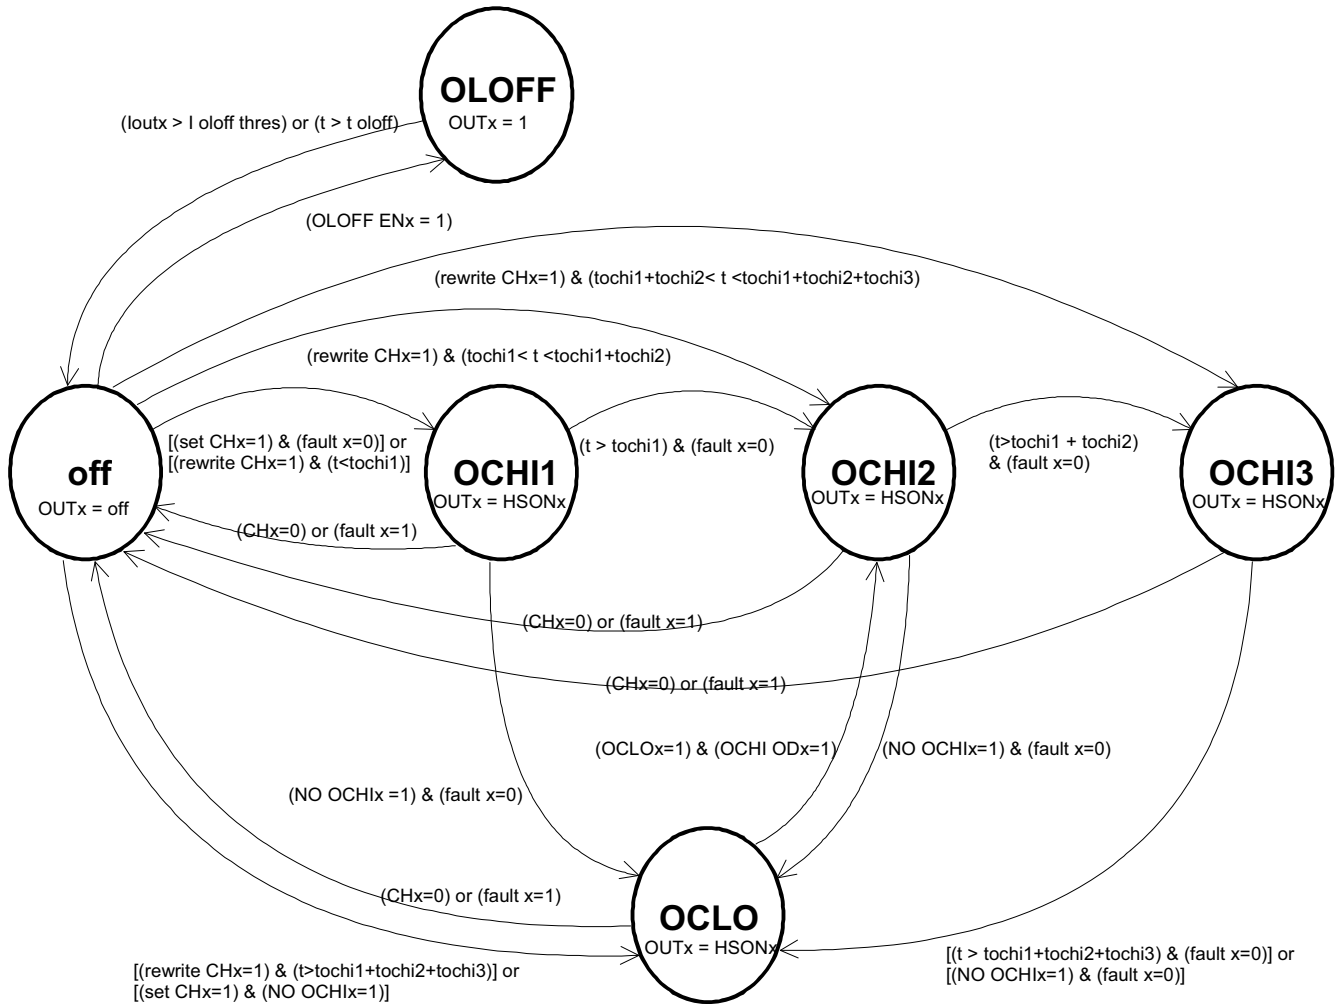 OLOFF
OUTx = 1
(Ioutx > I oloff thres) or (t > t oloff)
(OLOFF ENx = 1)
(rewrite CHx=1) & (tochi1+tochi2< t <tochi1+tochi2+tochi3)
(rewrite CHx=1) & (tochi1< t <tochi1+tochi2)
off
OUTx = off
[(set CHx=1) & (fault x=0)] or
[(rewrite CHx=1) & (t<tochi1)]
OCHI1
OUTx = HSONx
(t > tochi1) & (fault x=0)
OCHI2
OUTx = HSONx
(t>tochi1 + tochi2)
& (fault x=0)
OCHI3
OUTx = HSONx
(CHx=0) or (fault x=1)
(CHx=0) or (fault x=1)
(CHx=0) or (fault x=1)
(OCLOx=1) & (OCHI ODx=1)
(NO OCHIx=1) & (fault x=0)
(NO OCHIx =1) & (fault x=0)
(CHx=0) or (fault x=1)
OCLO
OUTx = HSONx
[(rewrite CHx=1) & (t>tochi1+tochi2+tochi3)] or
[(set CHx=1) & (NO OCHIx=1)]
[(t > tochi1+tochi2+tochi3) & (fault x=0)] or
[(NO OCHIx=1) & (fault x=0)]